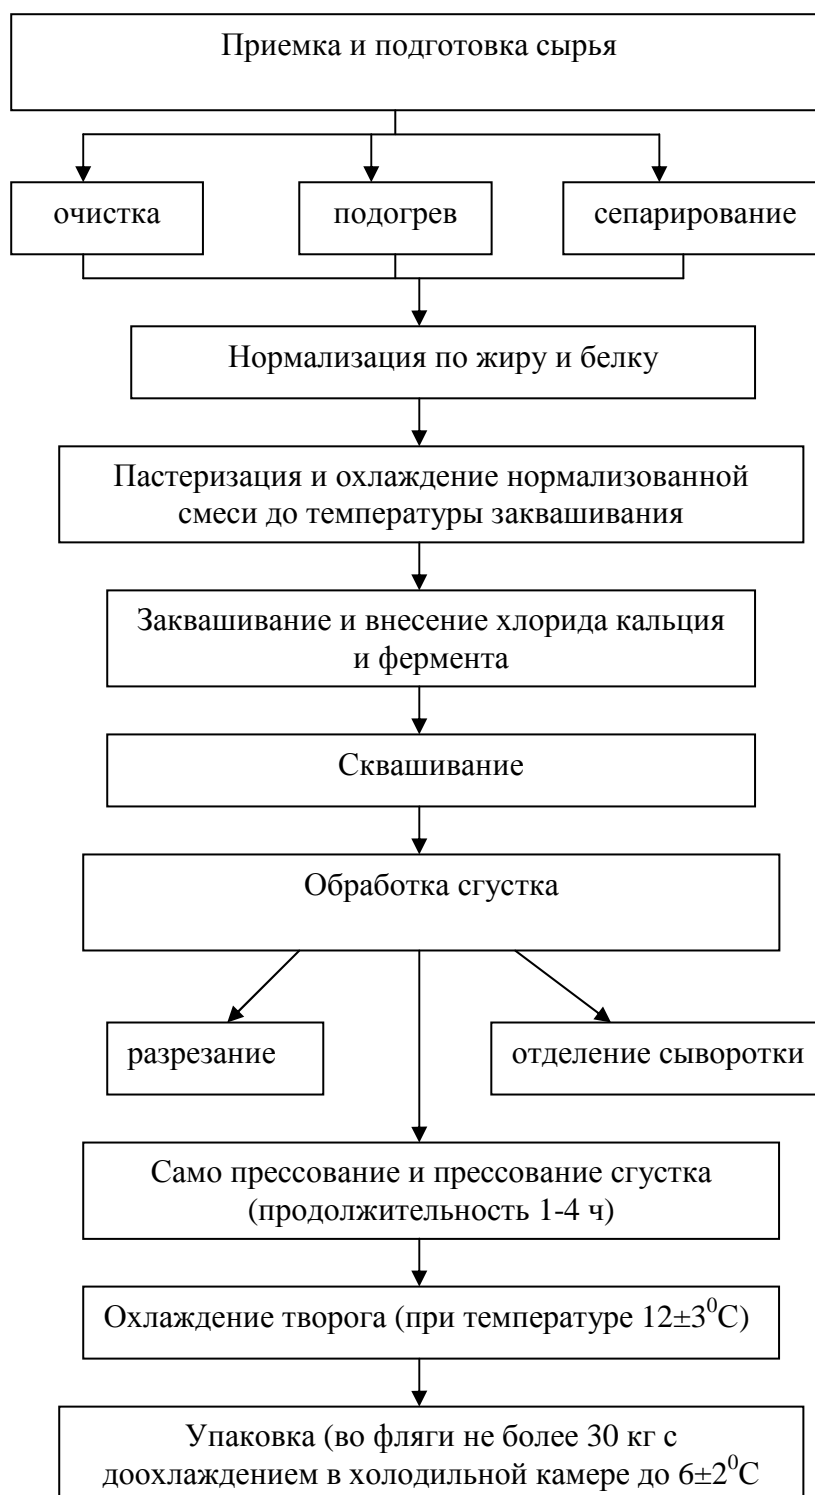 Приемка и подготовка сырья
очистка
подогрев
сепарирование
Нормализация по жиру и белку
Пастеризация и охлаждение нормализованной
смеси до температуры заквашивания
Заквашивание и внесение хлорида кальция
и фермента
Сквашивание
Обработка сгустка
разрезание
отделение сыворотки
Само прессование и прессование сгустка
(продолжительность 1-4 ч)
Охлаждение творога (при температуре 12±3⁰С)
Упаковка (во фляги не более 30 кг с
доохлаждением в холодильной камере до 6±2⁰С